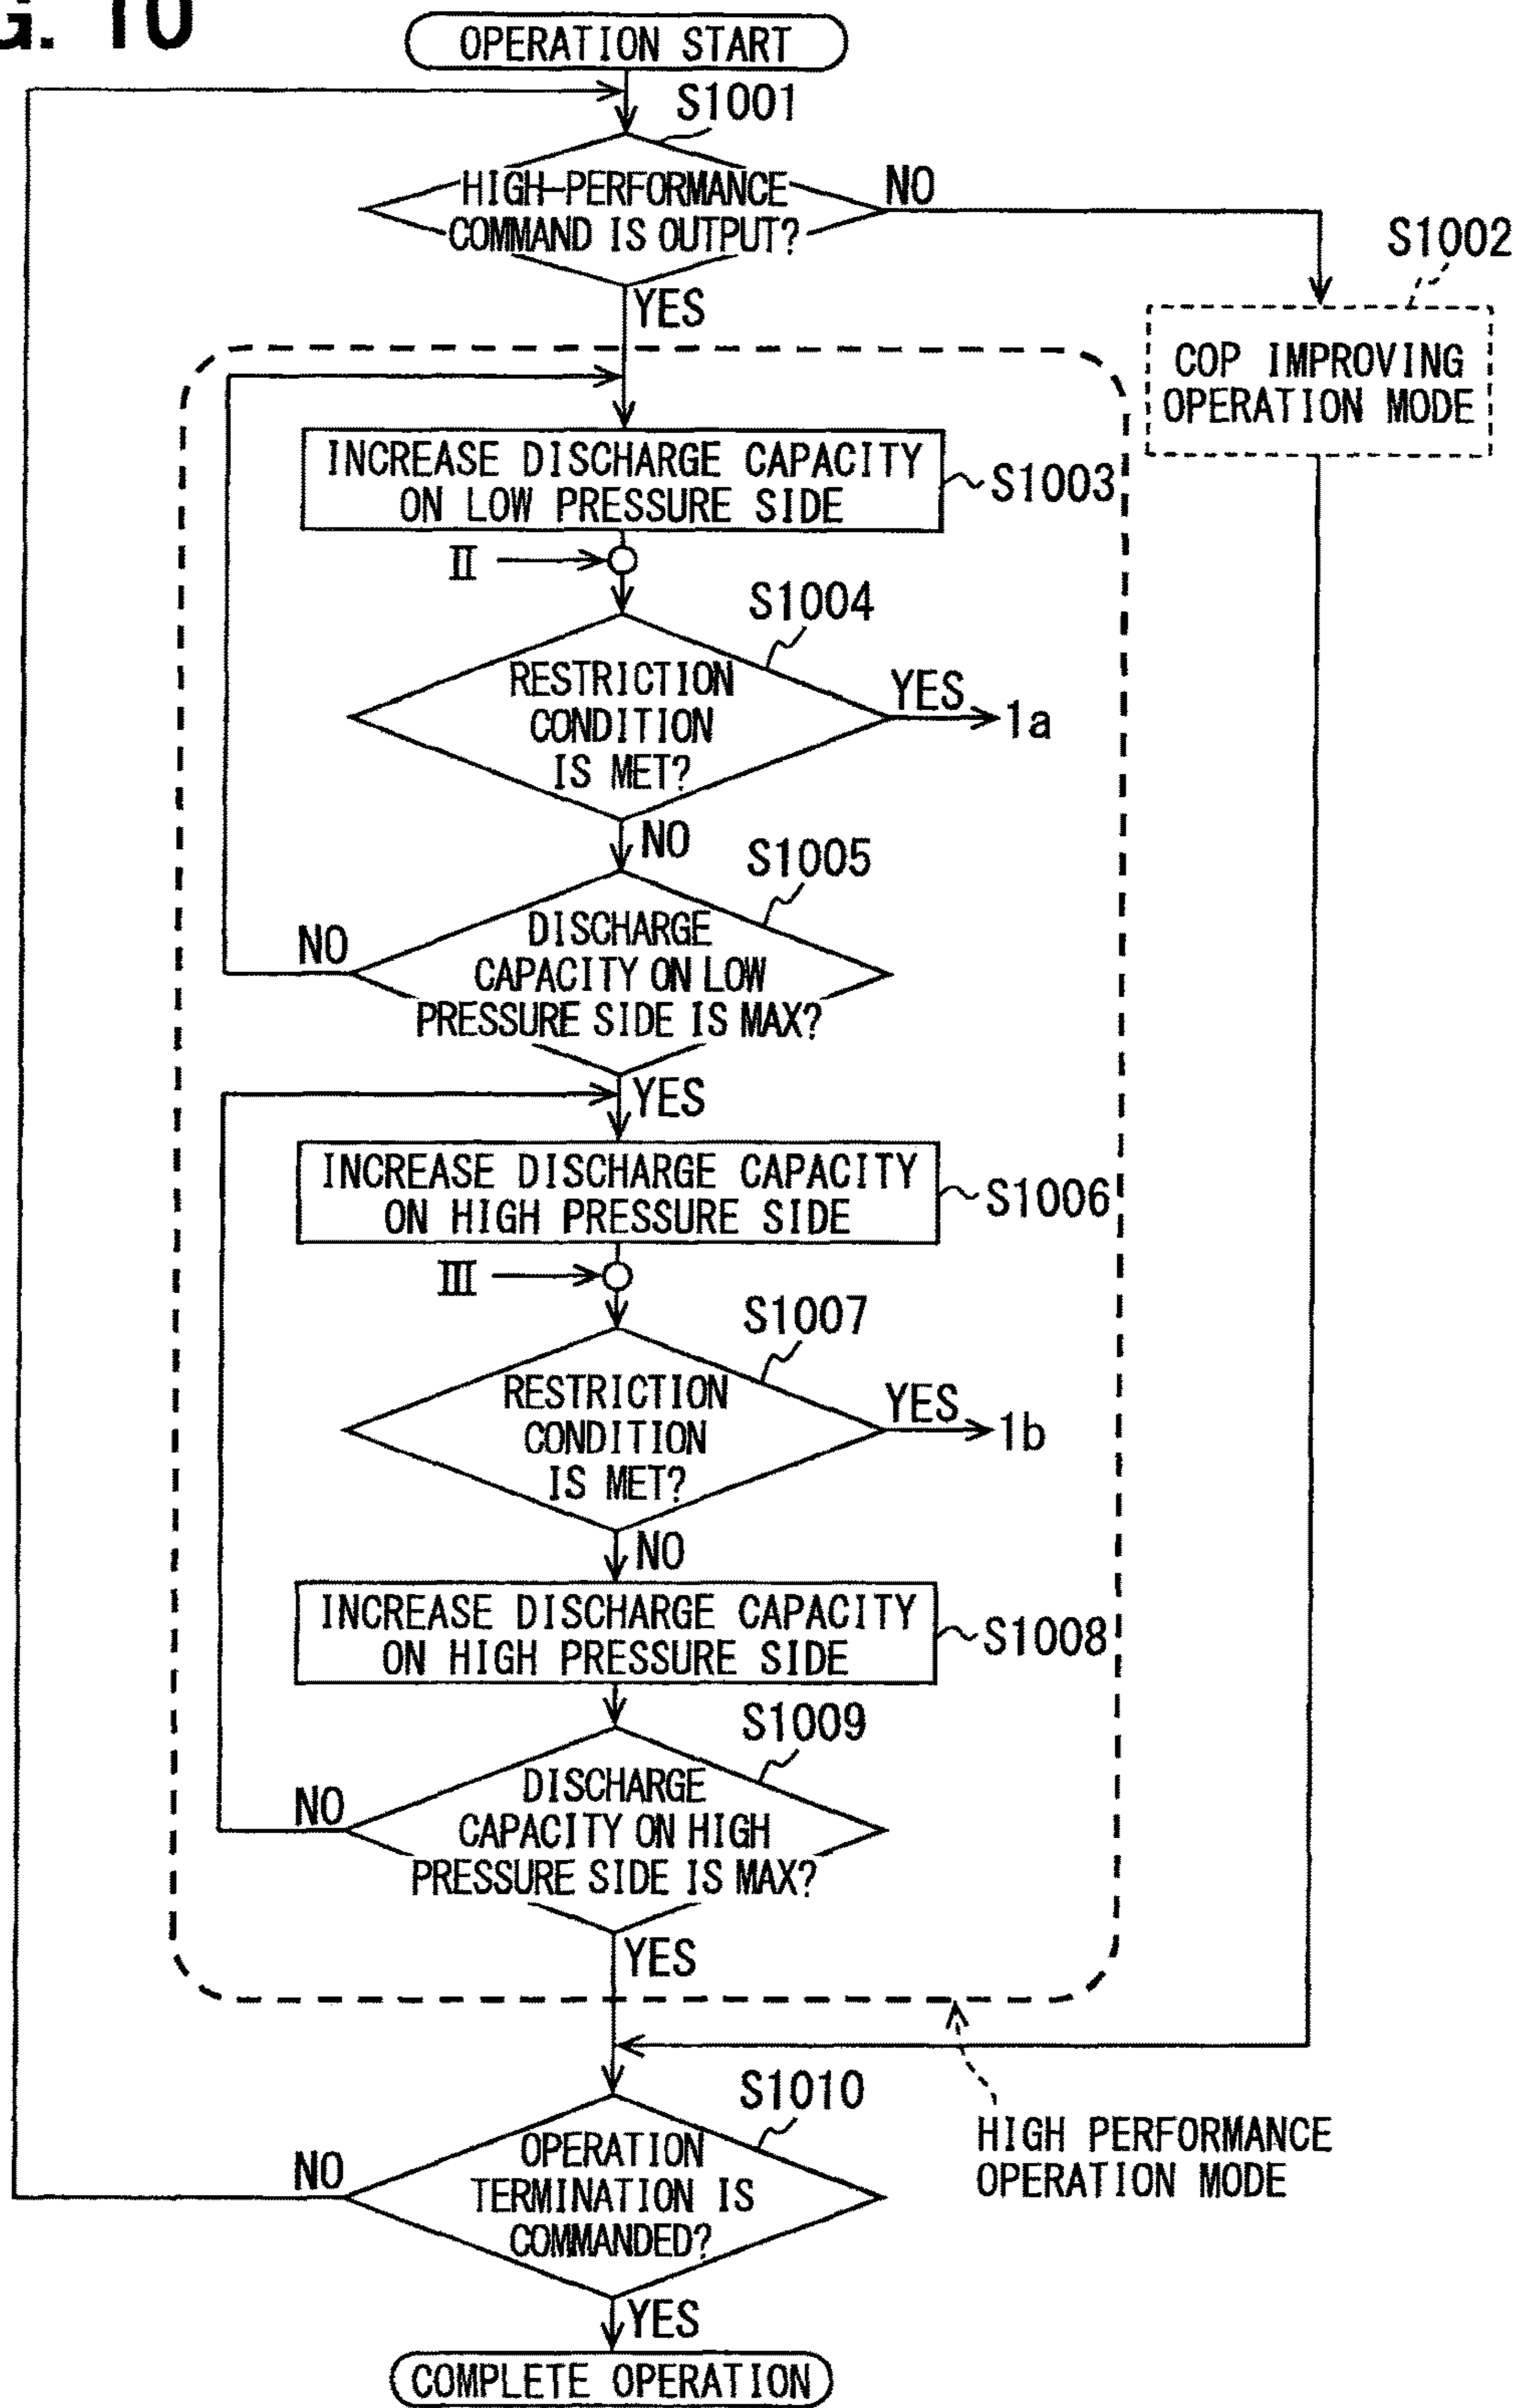 G. 10
OPERATION START
S1001
HIGH-PERFORMANCE
COMMAND IS OUTPUT?
NO
YES
S1002
COP IMPROVING
OPERATION MODE
INCREASE DISCHARGE CAPACITY
ON LOW PRESSURE SIDE
S1003
II
S1004
RESTRICTION
CONDITION
IS MET?
YES
1a
NO
S1005
DISCHARGE
CAPACITY ON LOW
PRESSURE SIDE IS MAX?
NO
YES
INCREASE DISCHARGE CAPACITY
ON HIGH PRESSURE SIDE
S1006
III
S1007
RESTRICTION
CONDITION
IS MET?
YES
1b
NO
INCREASE DISCHARGE CAPACITY
ON HIGH PRESSURE SIDE
S1008
S1009
DISCHARGE
CAPACITY ON HIGH
PRESSURE SIDE IS MAX?
NO
YES
S1010
OPERATION
TERMINATION IS
COMMANDED?
NO
HIGH PERFORMANCE
OPERATION MODE
YES
COMPLETE OPERATION